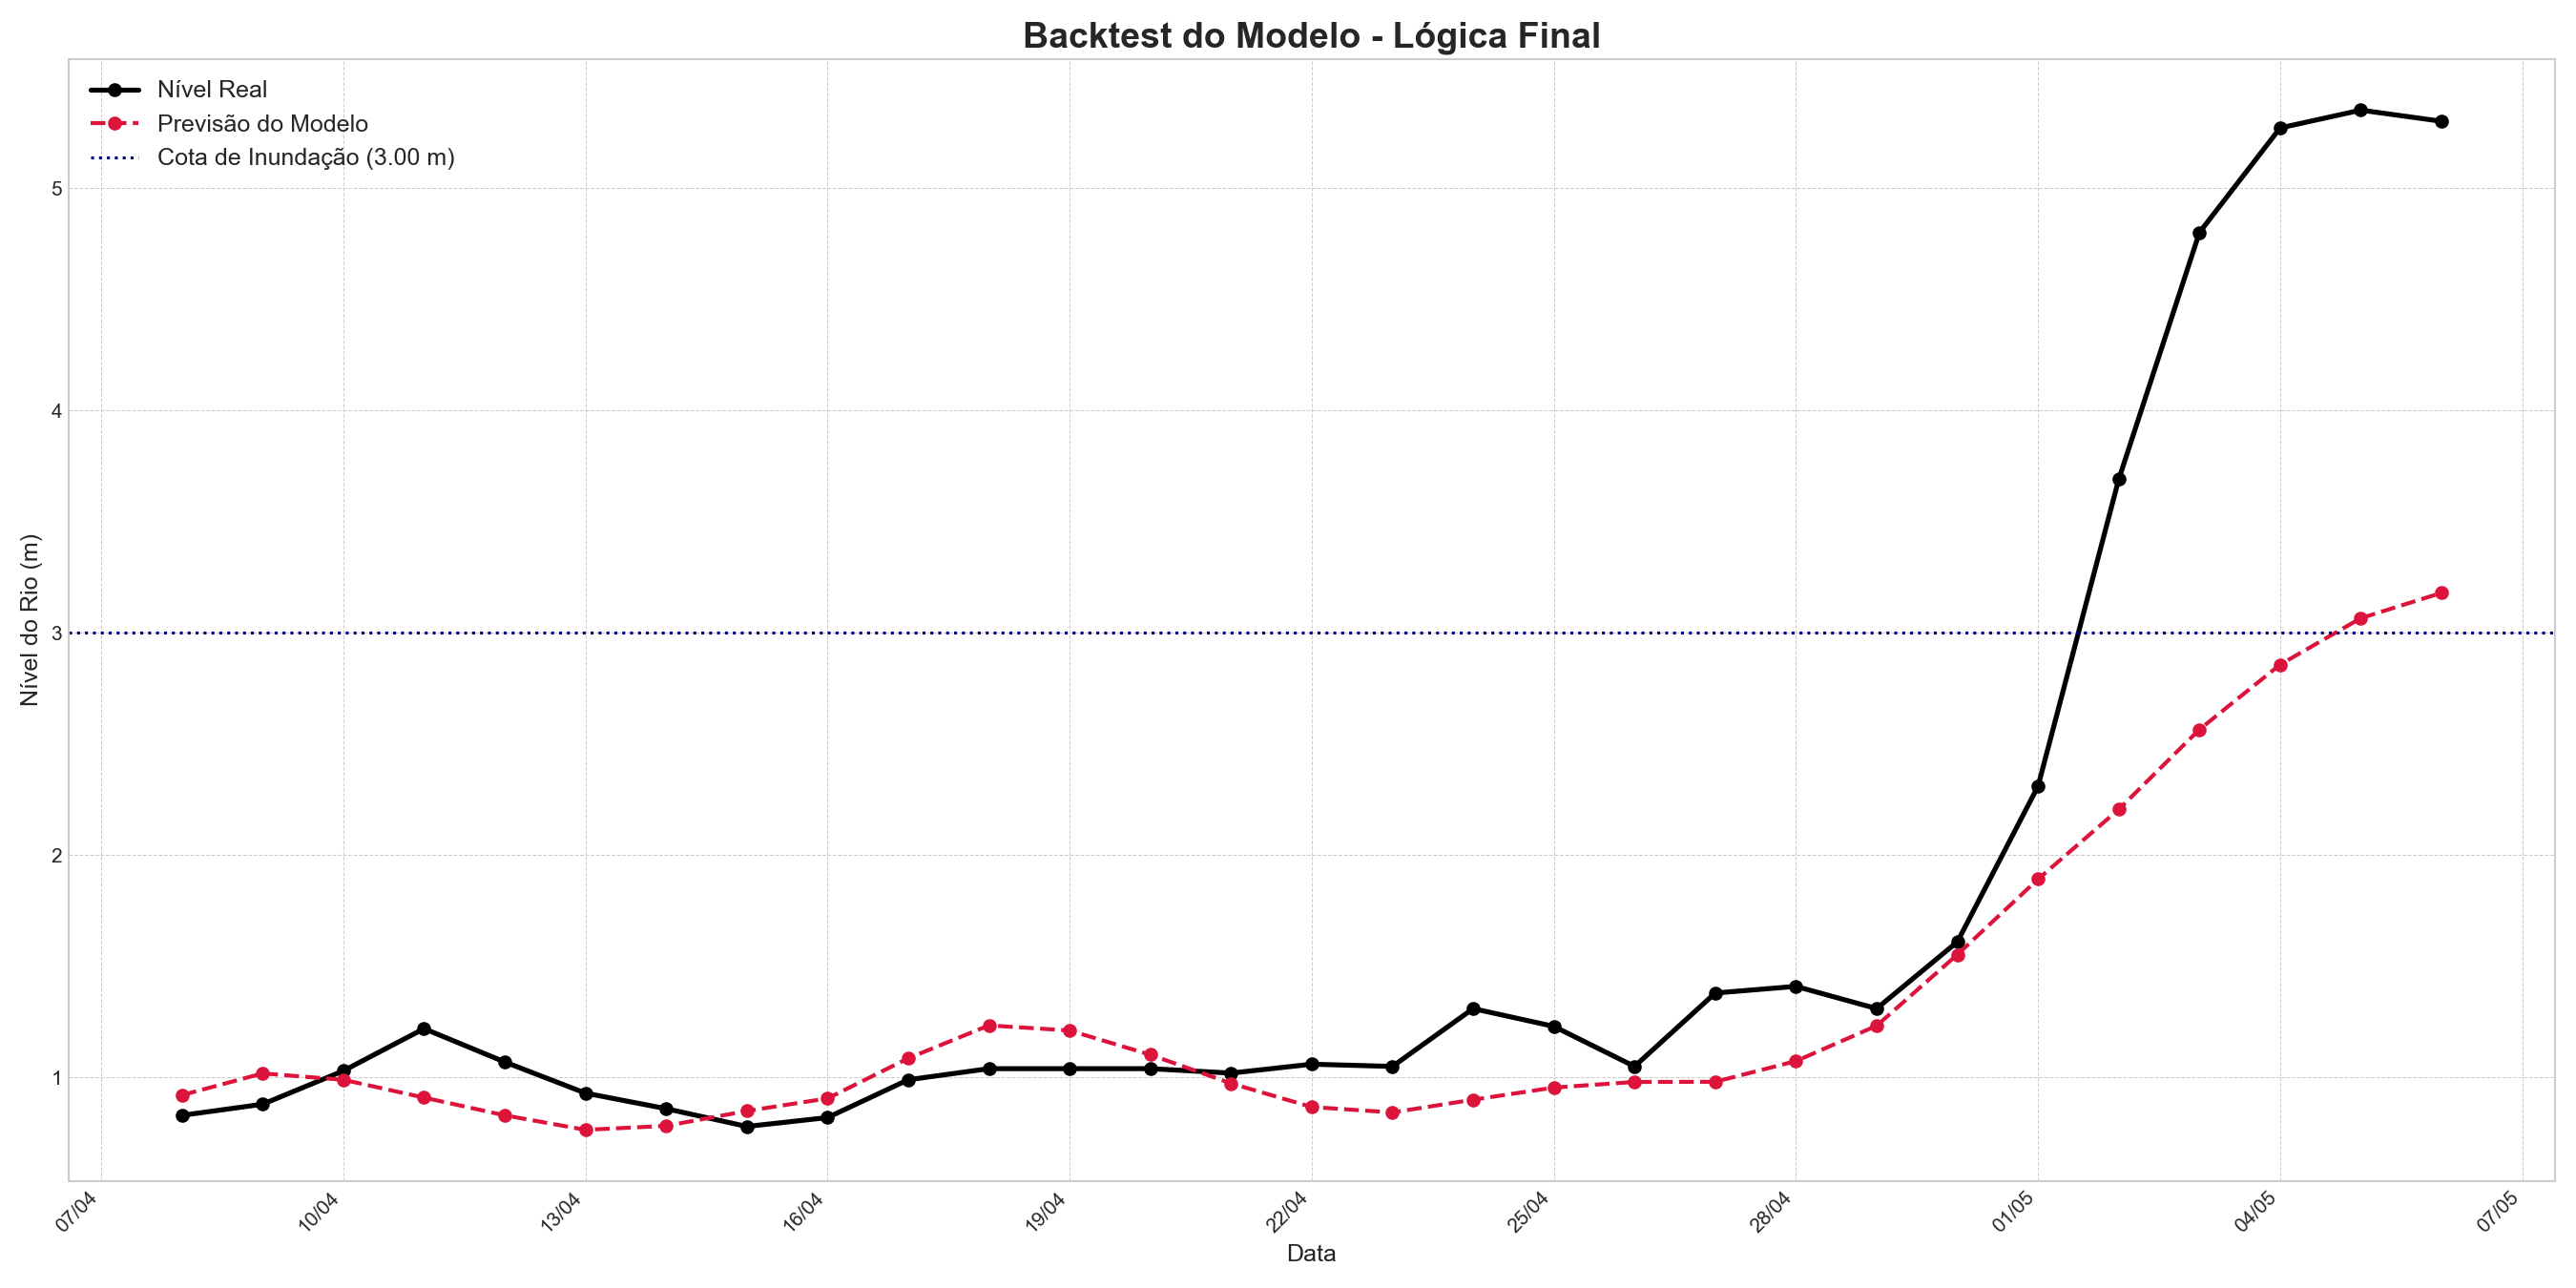 Backtest do Modelo - Lógica Final
Nível Real
Previsão do Modelo
Cota de Inundação (3.00 m)
Nível do Rio (m)
5
4
3
2
1
07/04
10/04
13/04
16/04
19/04
22/04
25/04
28/04
01/05
04/05
07/05
Data